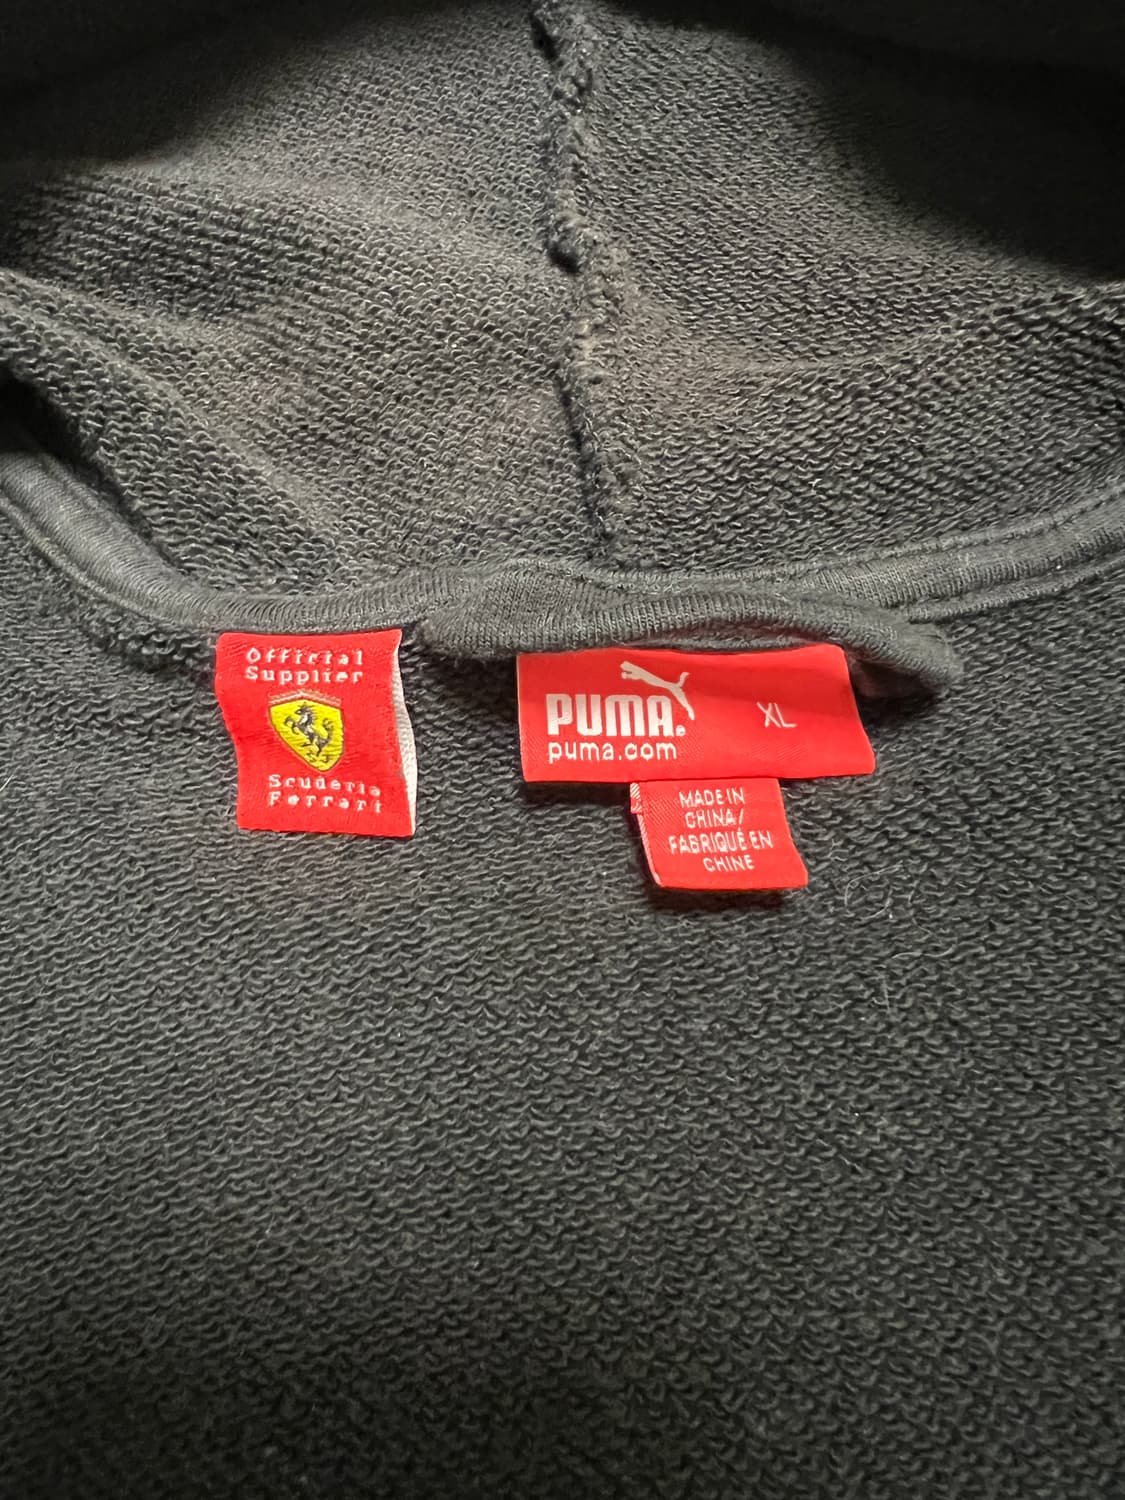 Official
Supplier
Scuderia
Ferrari
PUMA®
puma.com
XL
MADE IN
CHINA/
FABRIQUÉ EN
CHINE